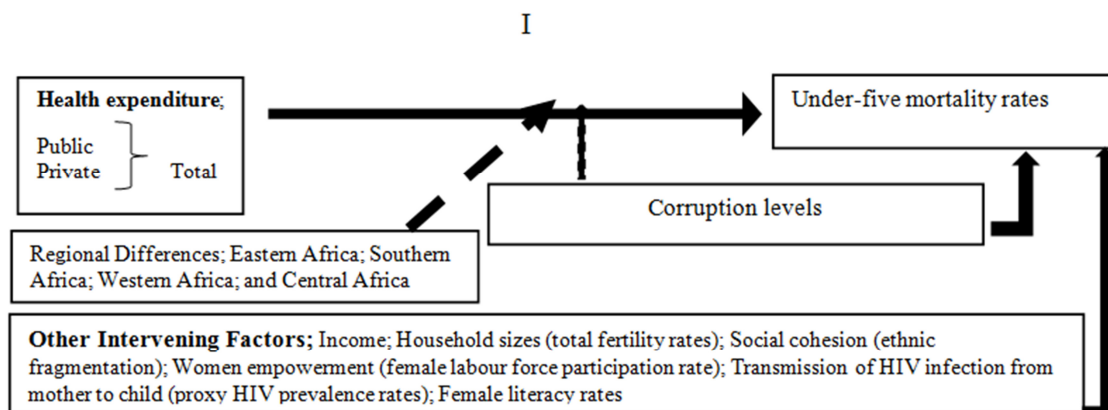 I
Health expenditure;
Public
Private Total
Under-five mortality rates
Corruption levels
Regional Differences; Eastern Africa; Southern
Africa; Western Africa; and Central Africa
Other Intervening Factors; Income; Household sizes (total fertility rates); Social cohesion (ethnic
fragmentation); Women empowerment (female labour force participation rate); Transmission of HIV infection from
mother to child (proxy HIV prevalence rates); Female literacy rates